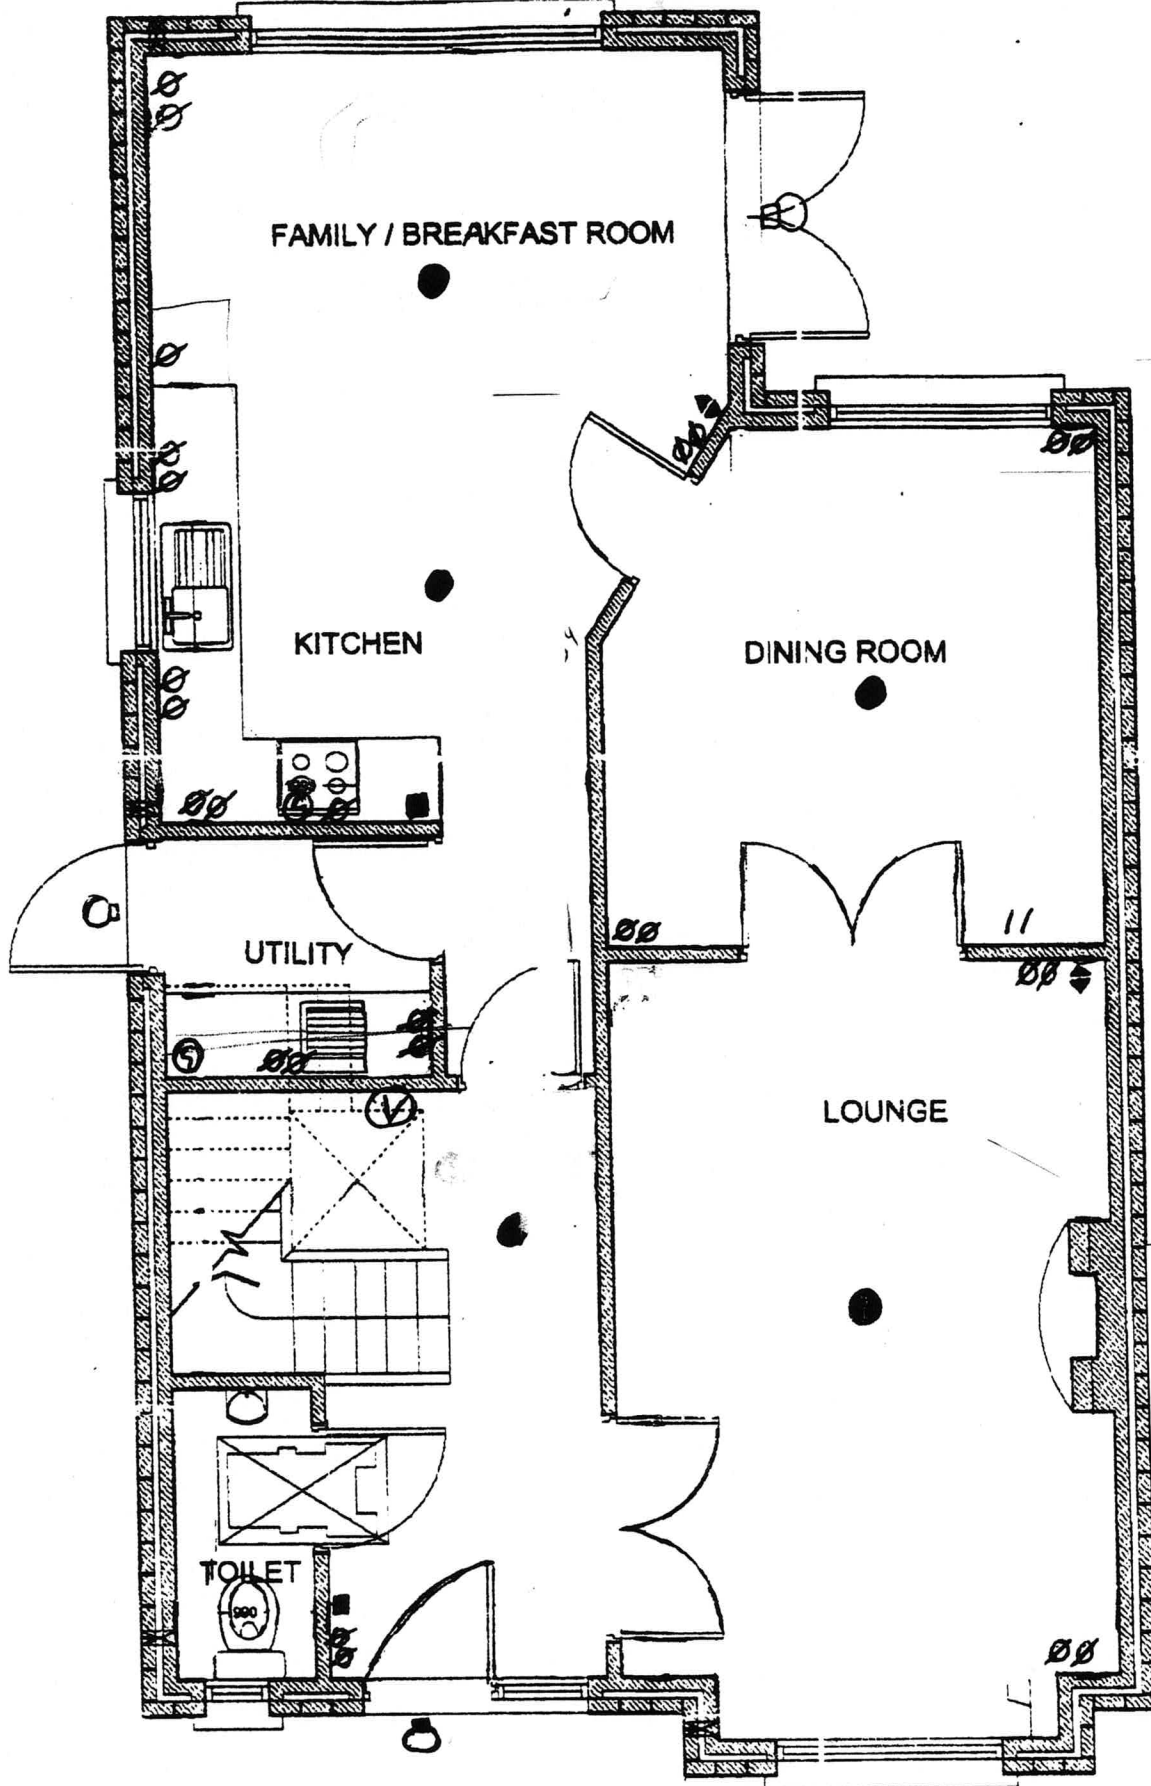 FAMILY / BREAKFAST ROOM
KITCHEN
DINING ROOM
UTILITY
LOUNGE
TOILET